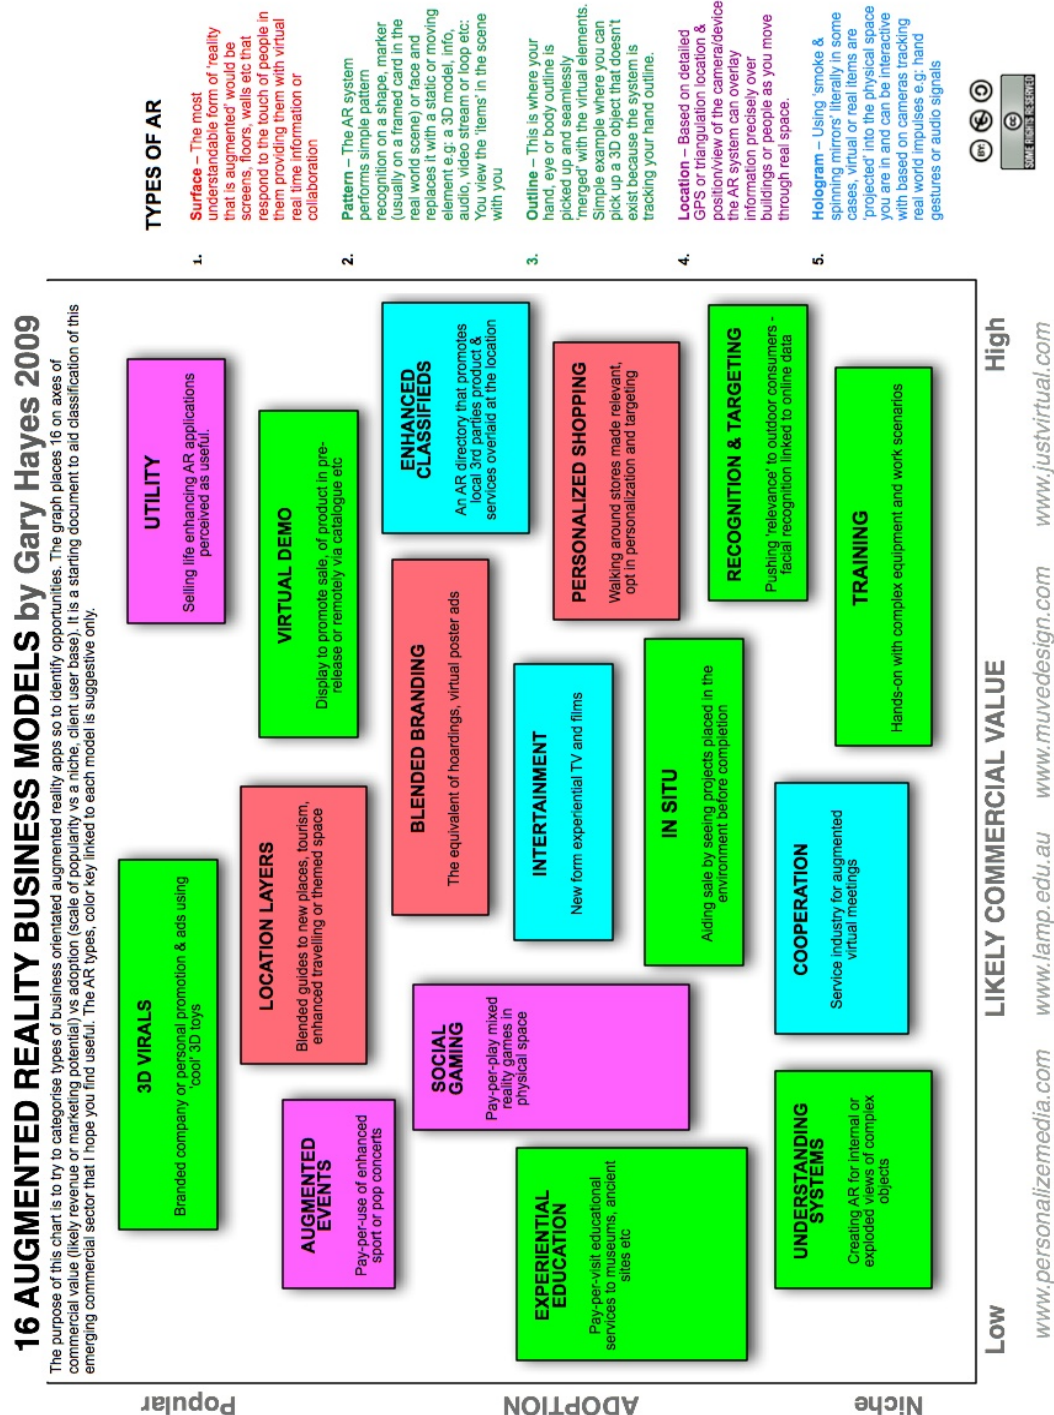 16 AUGMENTED REALITY BUSINESS MODELS by Gary Hayes 2009
The purpose of this chart is to try to categorise types of business orientated augmented reality apps so to identify opportunities. The graph places 16 on axes of
commercial value (likely revenue or marketing potential) vs adoption (scale of popularity vs a niche, client user base). It is a starting document to aid classification of this
emerging commercial sector that I hope you find useful. The AR types, color key linked to each model is suggestive only.
Popular
ADOPTION
Niche
3D VIRALS
Branded company or personal promotion & ads using
'cool' 3D toys
UTILITY
Selling life enhancing AR applications
perceived as useful.
LOCATION LAYERS
Blended guides to new places, tourism,
enhanced travelling or themed space
VIRTUAL DEMO
Display to promote sale, of product in pre-
release or remotely via catalogue etc
AUGMENTED
EVENTS
Pay-per-use of enhanced
sport or pop concerts
ENHANCED
CLASSIFIEDS
An AR directory that promotes
local 3rd parties product &
services overlaid at the location
BLENDED BRANDING
The equivalent of hoardings, virtual poster ads
SOCIAL
GAMING
Pay-per-play mixed
reality games in
physical space
INTERTAINMENT
New form experiential TV and films
PERSONALIZED SHOPPING
Walking around stores made relevant,
opt in personalization and targeting
EXPERIENTIAL
EDUCATION
Pay-per-visit educational
services to museums, ancient
sites etc
IN SITU
Aiding sale by seeing projects placed in the
environment before completion
RECOGNITION & TARGETING
Pushing 'relevance' to outdoor consumers -
facial recognition linked to online data
UNDERSTANDING
SYSTEMS
Creating AR for internal or
exploded views of complex
objects
COOPERATION
Service industry for augmented
virtual meetings
TRAINING
Hands-on with complex equipment and work scenarios
Low
LIKELY COMMERCIAL VALUE
High
TYPES OF AR
1.
Surface – The most
understandable form of 'reality
that is augmented' would be
screens, floors, walls etc that
respond to the touch of people in
them providing them with virtual
real time information or
collaboration
2.
Pattern – The AR system
performs simple pattern
recognition on a shape, marker
(usually on a framed card in the
real world scene) or face and
replaces it with a static or moving
element e.g: a 3D model, info,
audio, video stream or loop etc:
You view the 'items' in the scene
with you
3.
Outline – This is where your
hand, eye or body outline is
picked up and seamlessly
'merged' with the virtual elements.
Simple example where you can
pick up a 3D object that doesn't
exist because the system is
tracking your hand outline.
4.
Location – Based on detailed
GPS or triangulation location &
position/view of the camera/device
the AR system can overlay
information precisely over
buildings or people as you move
through real space.
5.
Hologram – Using 'smoke &
spinning mirrors' literally in some
cases, virtual or real items are
'projected' into the physical space
you are in and can be interactive
with based on cameras tracking
real world impulses e.g: hand
gestures or audio signals
BY:
cc
SOME RIGHTS RESERVED
www.personalizemedia.com www.lamp.edu.au www.muvedesign.com www.justvirtual.com